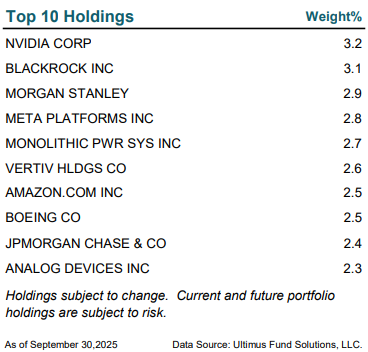 Top 10 Holdings Weight%
NVIDIA CORP 3.2
BLACKROCK INC 3.1
MORGAN STANLEY 2.9
META PLATFORMS INC 2.8
MONOLITHIC PWR SYS INC 2.7
VERTIV HLDGS CO 2.6
AMAZON.COM INC 2.5
BOEING CO 2.5
JPMORGAN CHASE & CO 2.4
ANALOG DEVICES INC 2.3
Holdings subject to change. Current and future portfolio
holdings are subject to risk.
As of September 30,2025 Data Source: Ultimus Fund Solutions, LLC.